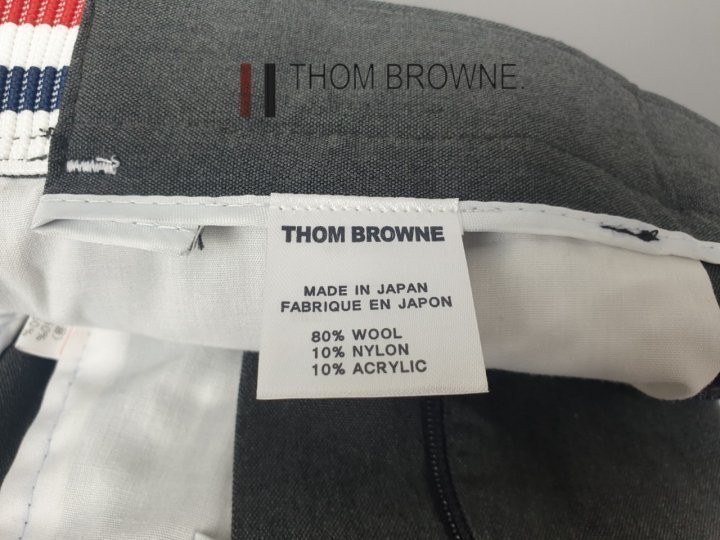 THOM BROWNE.
THOM BROWNE
MADE IN JAPAN
FABRIQUE EN JAPON
80% WOOL
10% NYLON
10% ACRYLIC